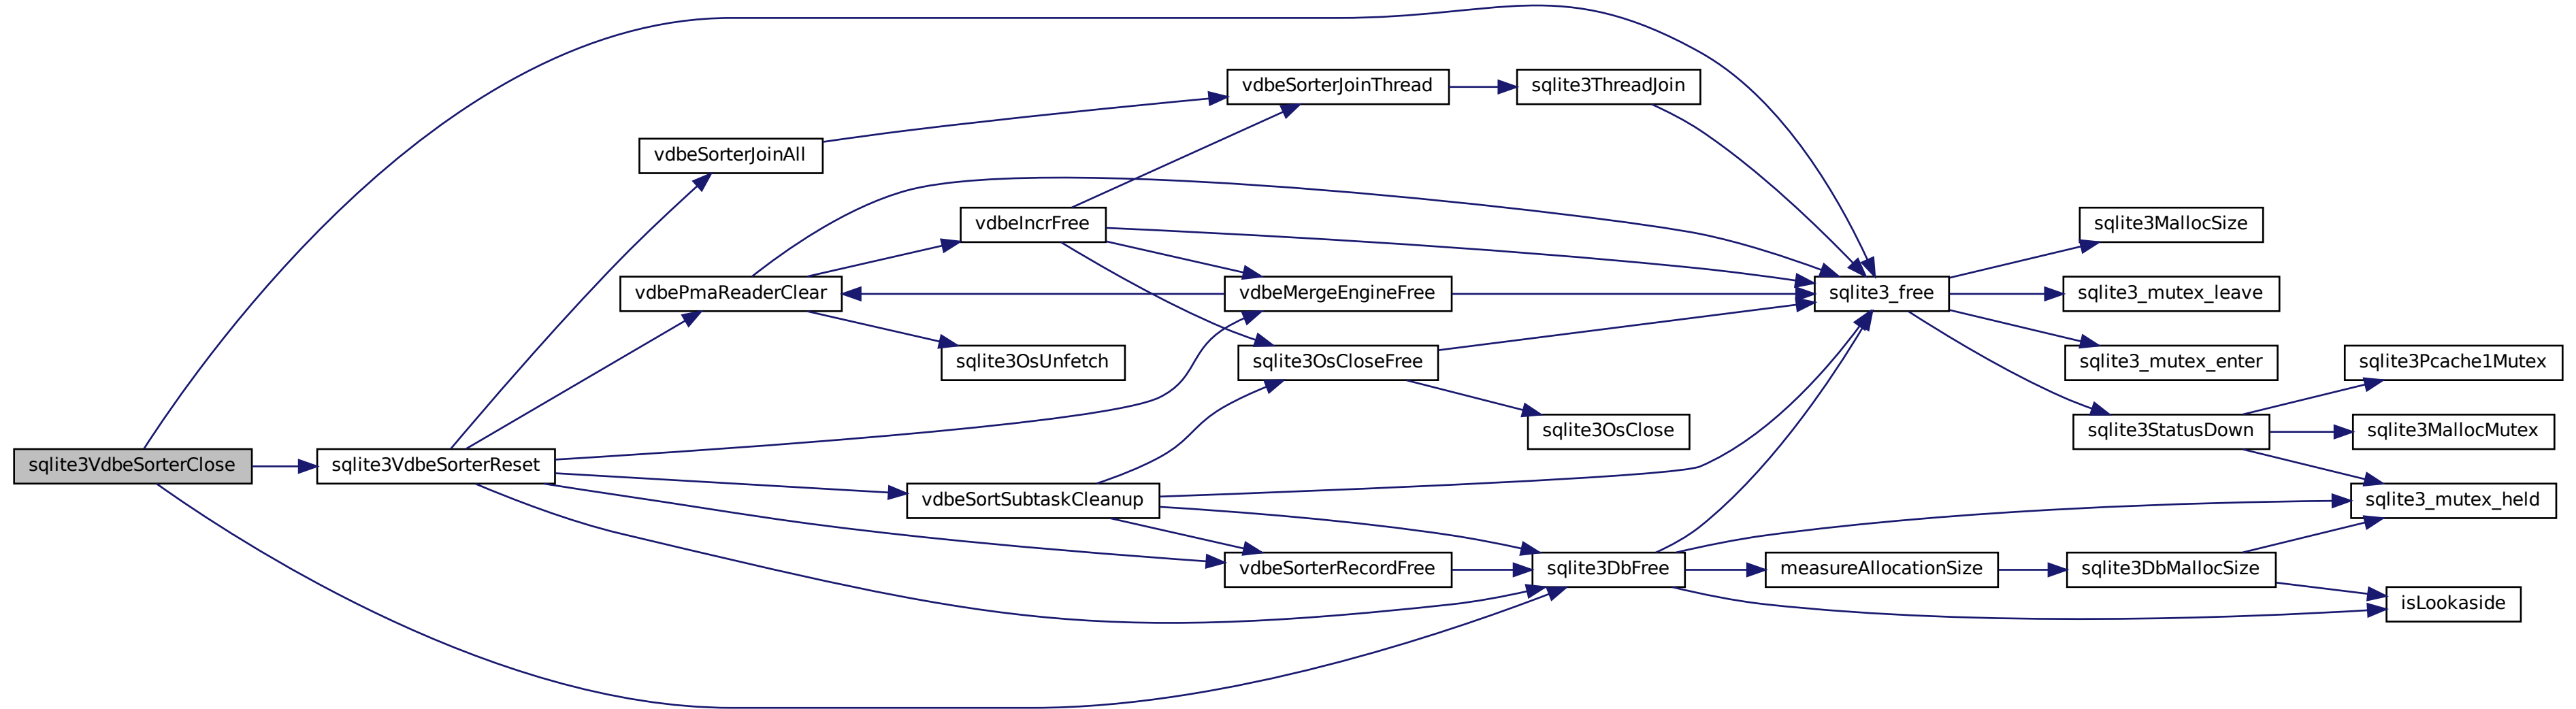 sqlite3VdbeSorterClose
sqlite3VdbeSorterReset
vdbeSorterJoinAll
vdbePmaReaderClear
vdbeIncrFree
sqlite3OsUnfetch
vdbeSortSubtaskCleanup
vdbeSorterJoinThread
vdbeMergeEngineFree
sqlite3OsCloseFree
vdbeSorterRecordFree
sqlite3ThreadJoin
sqlite3OsClose
sqlite3DbFree
sqlite3_free
measureAllocationSize
sqlite3MallocSize
sqlite3_mutex_leave
sqlite3_mutex_enter
sqlite3StatusDown
sqlite3DbMallocSize
sqlite3Pcache1Mutex
sqlite3MallocMutex
sqlite3_mutex_held
isLookaside